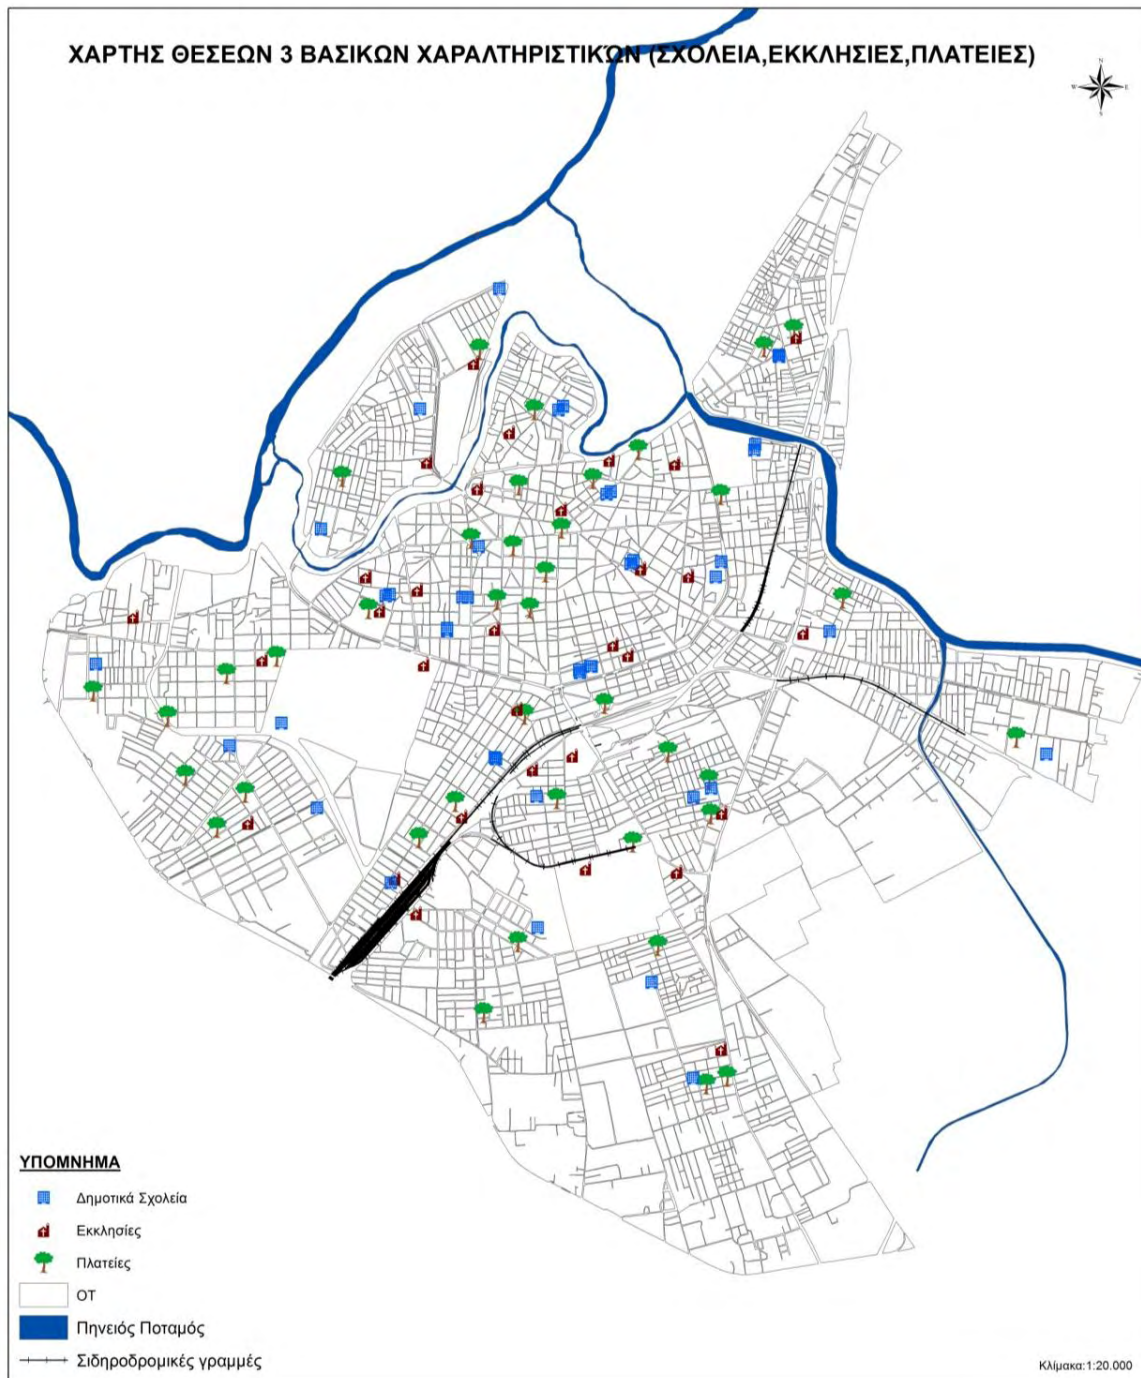 ΧΑΡΤΗΣ ΘΕΣΕΩΝ 3 ΒΑΣΙΚΩΝ ΧΑΡΑΛΤΗΡΙΣΤΙΚΩΝ (ΣΧΟΛΕΙΑ,ΕΚΚΛΗΣΙΕΣ,ΠΛΑΤΕΙΕΣ)
N
W E
S
ΥΠΟΜΝΗΜΑ
Δημοτικά Σχολεία
Εκκλησίες
Πλατείες
ΟΤ
Πηνειός Ποταμός
Σιδηροδρομικές γραμμές
Κλίμακα:1:20.000